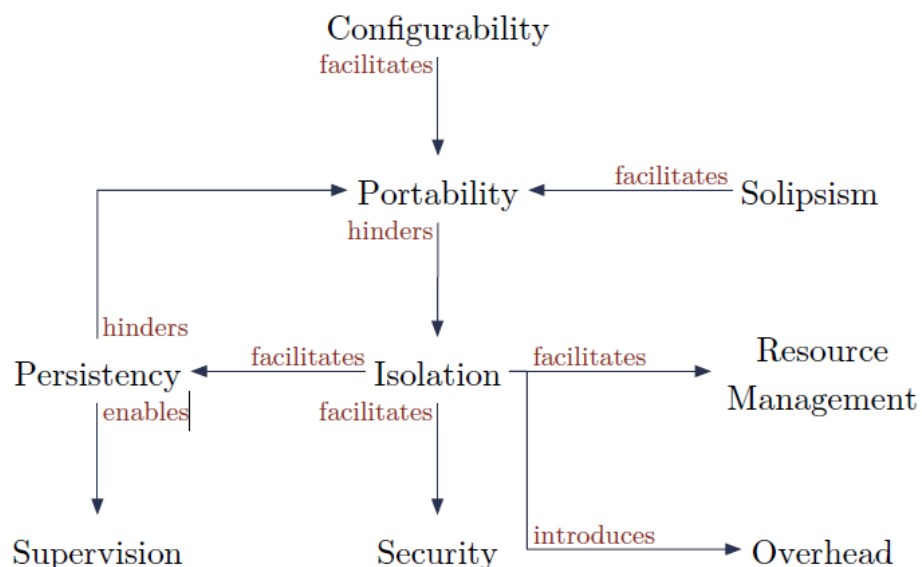 Configurability
facilitates
Portability
facilitates
Solipsism
hinders
hinders
Persistency
facilitates
Isolation
facilitates
Resource
Management
enables
facilitates
Supervision
Security
introduces
Overhead